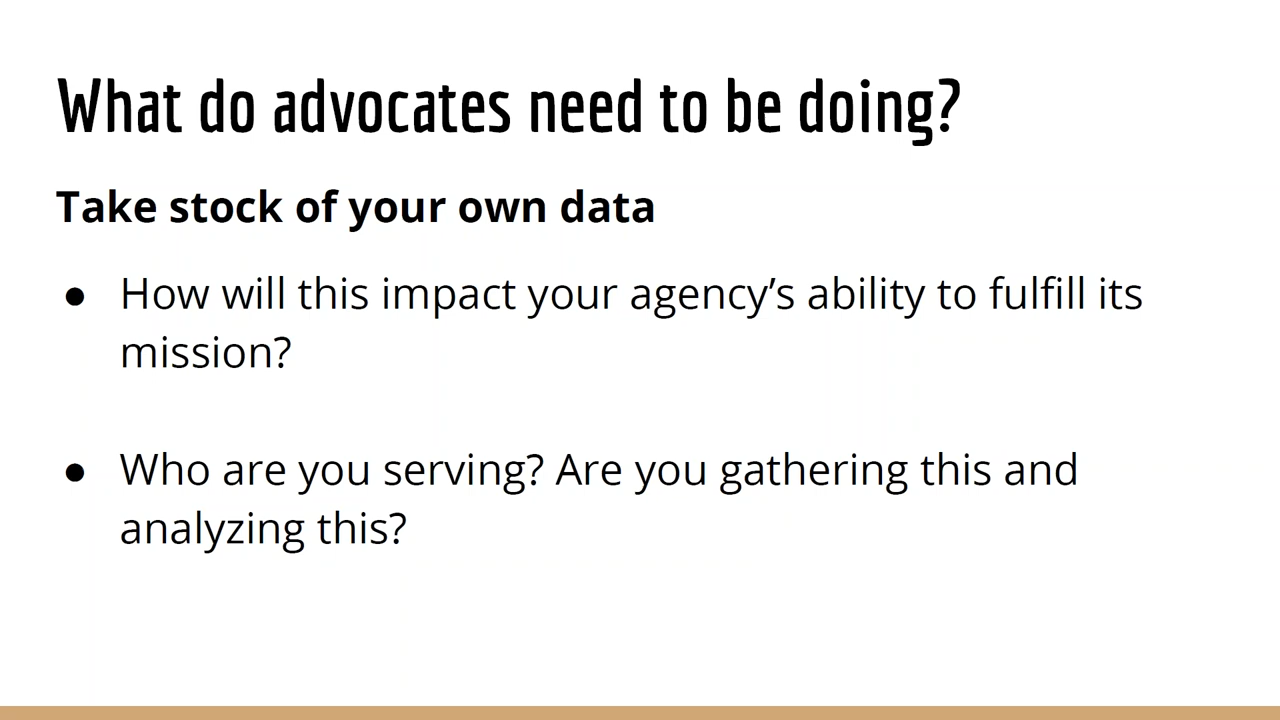 What do advocates need to be doing?
Take stock of your own data
● How will this impact your agency’s ability to fulfill its
mission?
● Who are you serving? Are you gathering this and
analyzing this?